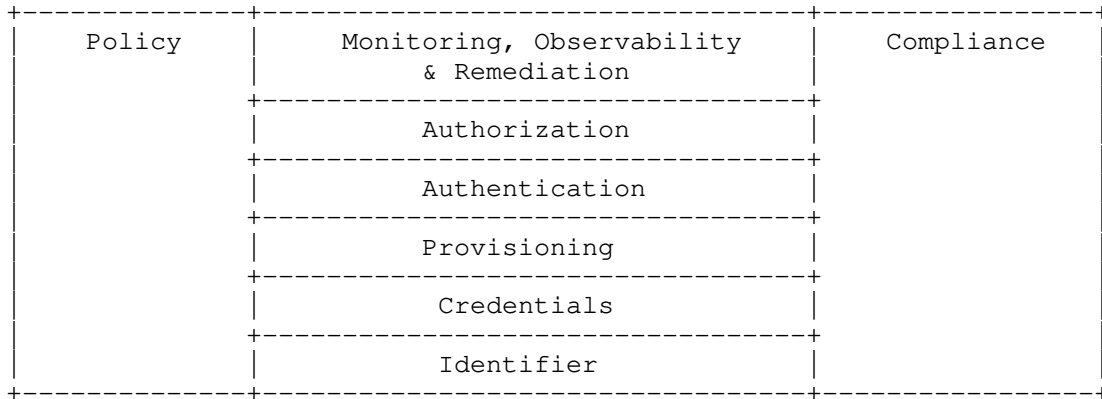 Policy
Monitoring, Observability
& Remediation
Compliance
Authorization
Authentication
Provisioning
Credentials
Identifier